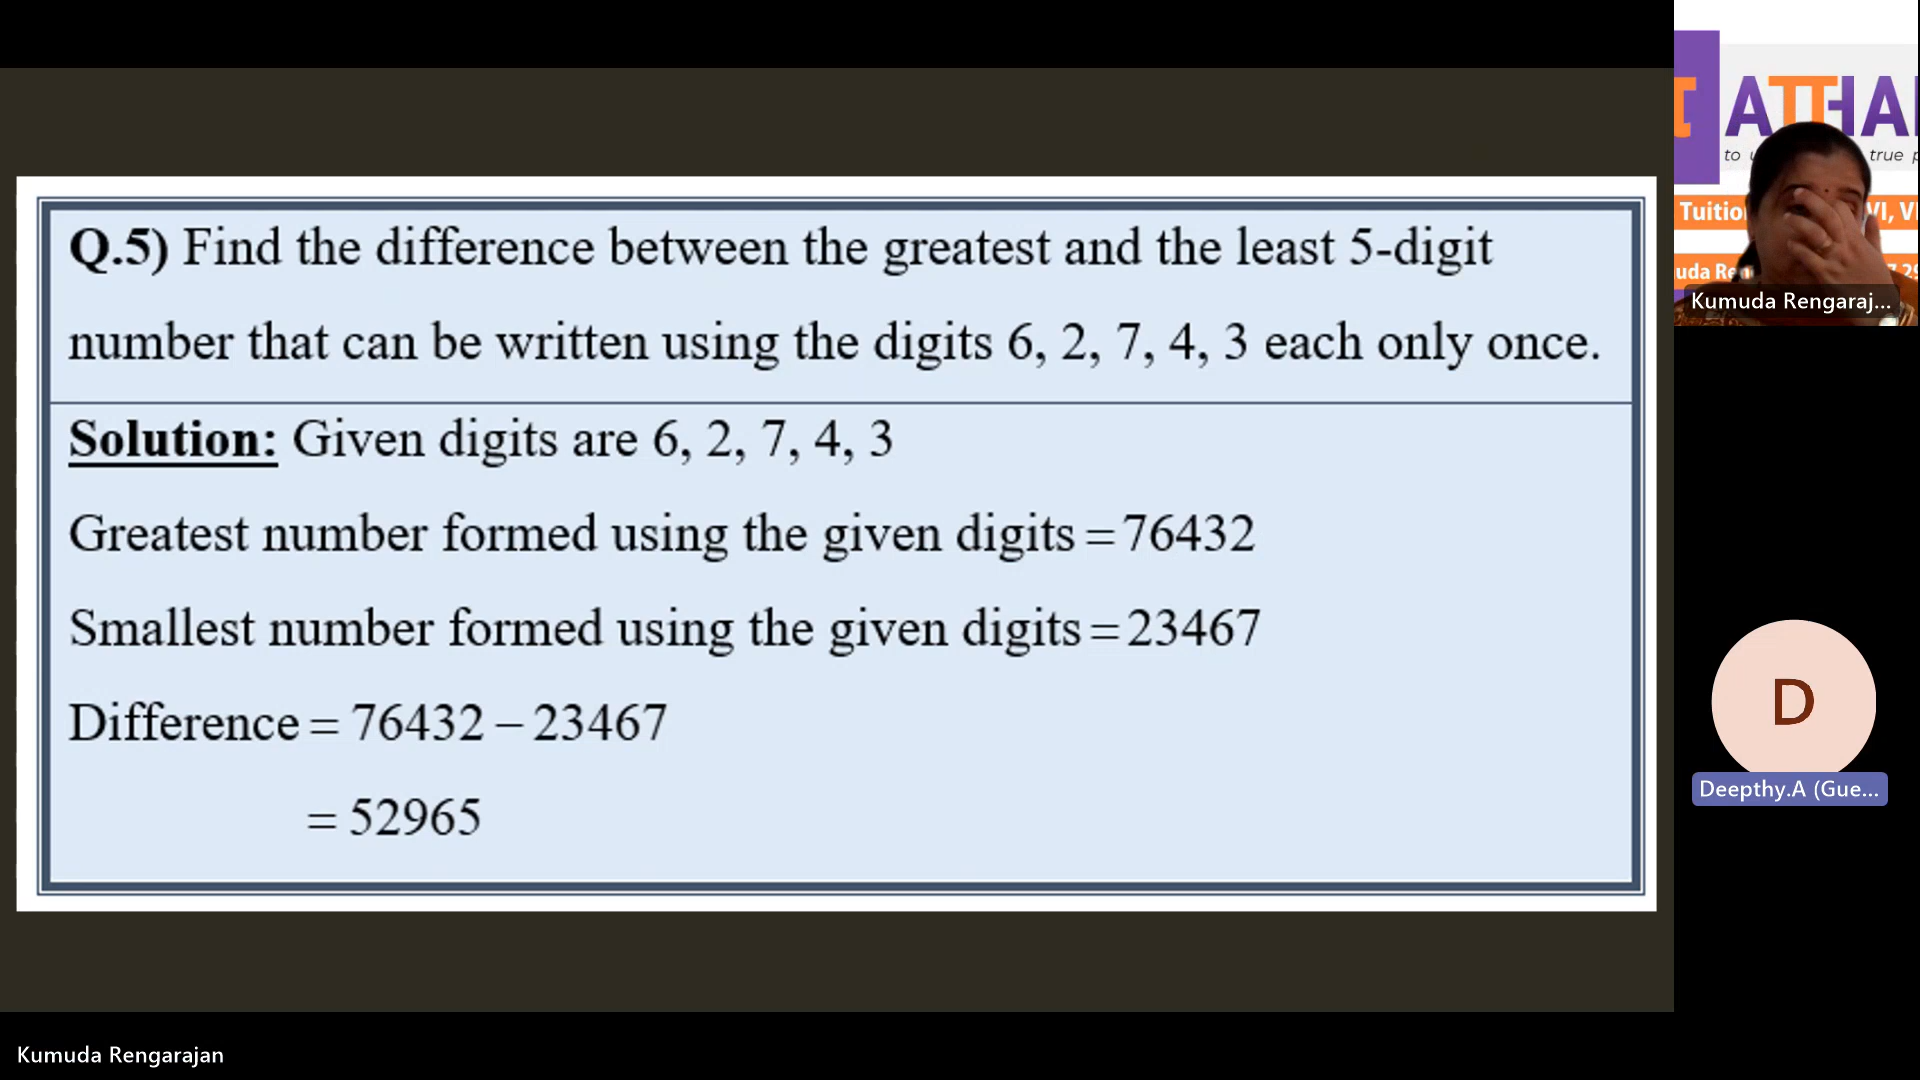 Q.5) Find the difference between the greatest and the least 5-digit
number that can be written using the digits 6, 2, 7, 4, 3 each only once.
Solution: Given digits are 6, 2, 7, 4, 3
Greatest number formed using the given digits = 76432
Smallest number formed using the given digits = 23467
Difference = 76432 – 23467
= 52965
Kumuda Rengarajan
to true
Tuitio VI,
Kumuda Rengaraj...
D
Deepthy.A (Gue...